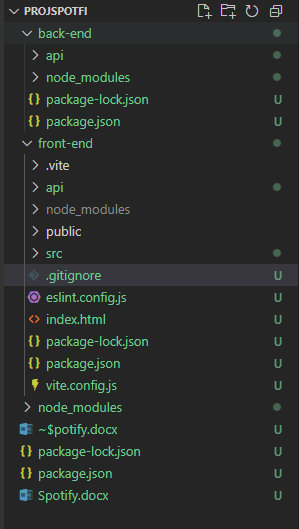 PROJSPOTFI
back-end
api
node_modules
package-lock.json U
package.json U
front-end
.vite
api
node_modules
public
src
.gitignore U
eslint.config.js U
index.html U
package-lock.json U
package.json U
vite.config.js U
node_modules
~$potify.docx U
package-lock.json U
package.json U
Spotify.docx U